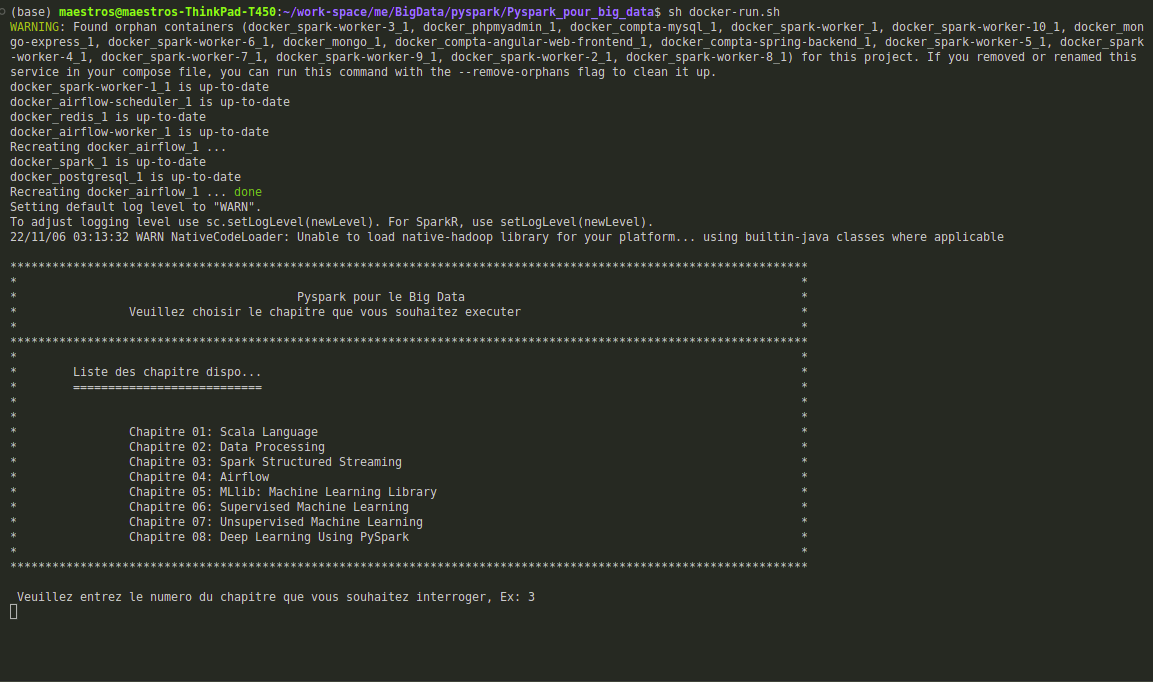 (base) maestros@maestros-ThinkPad-T450:~/work-space/me/BigData/pyspark/Pyspark_pour_big_data$ sh docker-run.sh
WARNING: Found orphan containers (docker_spark-worker-3_1, docker_phpmyadmin_1, docker_compta-mysql_1, docker_spark-worker_1, docker_spark-worker-10_1, docker_mon
go-express_1, docker_spark-worker-6_1, docker_mongo_1, docker_compta-angular-web-frontend_1, docker_compta-spring-backend_1, docker_spark-worker-5_1, docker_spark
-worker-4_1, docker_spark-worker-7_1, docker_spark-worker-9_1, docker_spark-worker-2_1, docker_spark-worker-8_1) for this project. If you removed or renamed this
service in your compose file, you can run this command with the --remove-orphans flag to clean it up.
docker_spark-worker-1_1 is up-to-date
docker_airflow-scheduler_1 is up-to-date
docker_redis_1 is up-to-date
docker_airflow-worker_1 is up-to-date
Recreating docker_airflow_1 ...
docker_spark_1 is up-to-date
docker_postgresql_1 is up-to-date
Recreating docker_airflow_1 ... done
Setting default log level to "WARN".
To adjust logging level use sc.setLogLevel(newLevel). For SparkR, use setLogLevel(newLevel).
22/11/06 03:13:32 WARN NativeCodeLoader: Unable to load native-hadoop library for your platform... using builtin-java classes where applicable
******************************************************************************************************************
* *
* Pyspark pour le Big Data *
* Veuillez choisir le chapitre que vous souhaitez executer *
* *
******************************************************************************************************************
* *
* Liste des chapitre dispo... *
* =========================== *
* *
* *
* Chapitre 01: Scala Language *
* Chapitre 02: Data Processing *
* Chapitre 03: Spark Structured Streaming *
* Chapitre 04: Airflow *
* Chapitre 05: MLlib: Machine Learning Library *
* Chapitre 06: Supervised Machine Learning *
* Chapitre 07: Unsupervised Machine Learning *
* Chapitre 08: Deep Learning Using PySpark *
* *
******************************************************************************************************************
Veuillez entrez le numero du chapitre que vous souhaitez interroger, Ex: 3